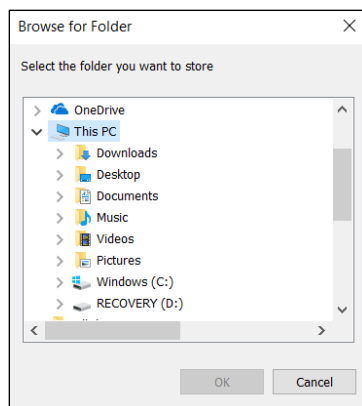 Browse for Folder
Select the folder you want to store
OneDrive
This PC
Downloads
Desktop
Documents
Music
Videos
Pictures
Windows (C:)
RECOVERY (D:)
OK
Cancel